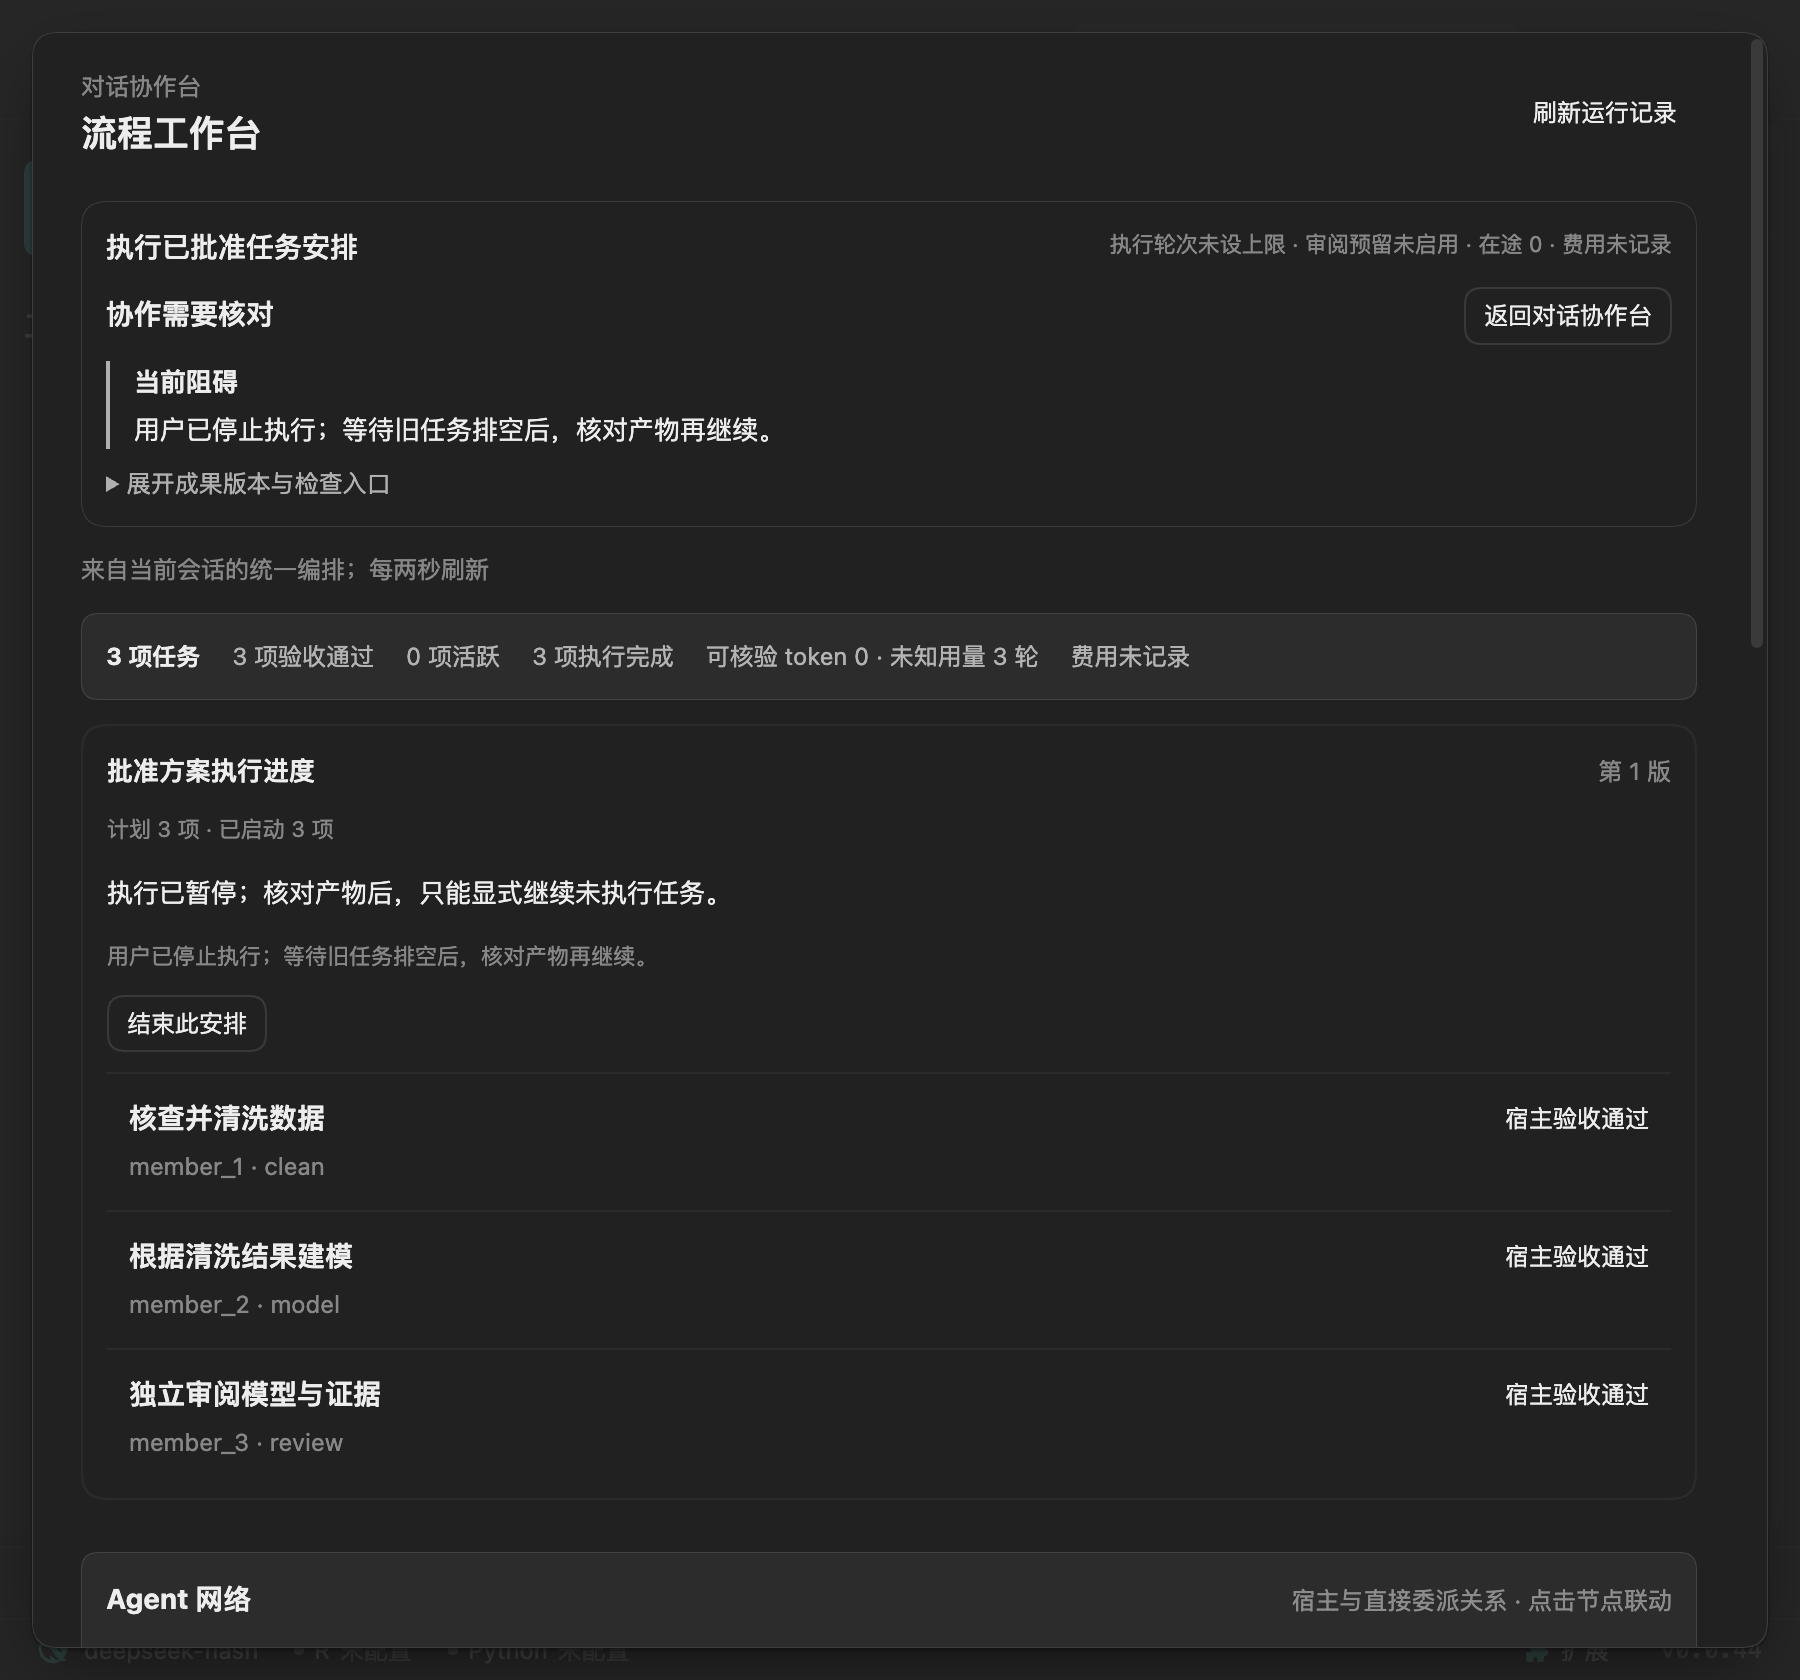 对话协作台
流程工作台
刷新运行记录
执行已批准任务安排
执行轮次未设上限 · 审阅预留未启用 · 在途 0 · 费用未记录
协作需要核对
返回对话协作台
当前阻碍
用户已停止执行；等待旧任务排空后，核对产物再继续。
▶ 展开成果版本与检查入口
来自当前会话的统一编排；每两秒刷新
3 项任务 3 项验收通过 0 项活跃 3 项执行完成 可核验 token 0 · 未知用量 3 轮 费用未记录
批准方案执行进度
第 1 版
计划 3 项 · 已启动 3 项
执行已暂停；核对产物后，只能显式继续未执行任务。
用户已停止执行；等待旧任务排空后，核对产物再继续。
结束此安排
核查并清洗数据
宿主验收通过
member_1 · clean
根据清洗结果建模
宿主验收通过
member_2 · model
独立审阅模型与证据
宿主验收通过
member_3 · review
Agent 网络
宿主与直接委派关系 · 点击节点联动
R 未配置
Python 未配置
扩展
v0.0.44